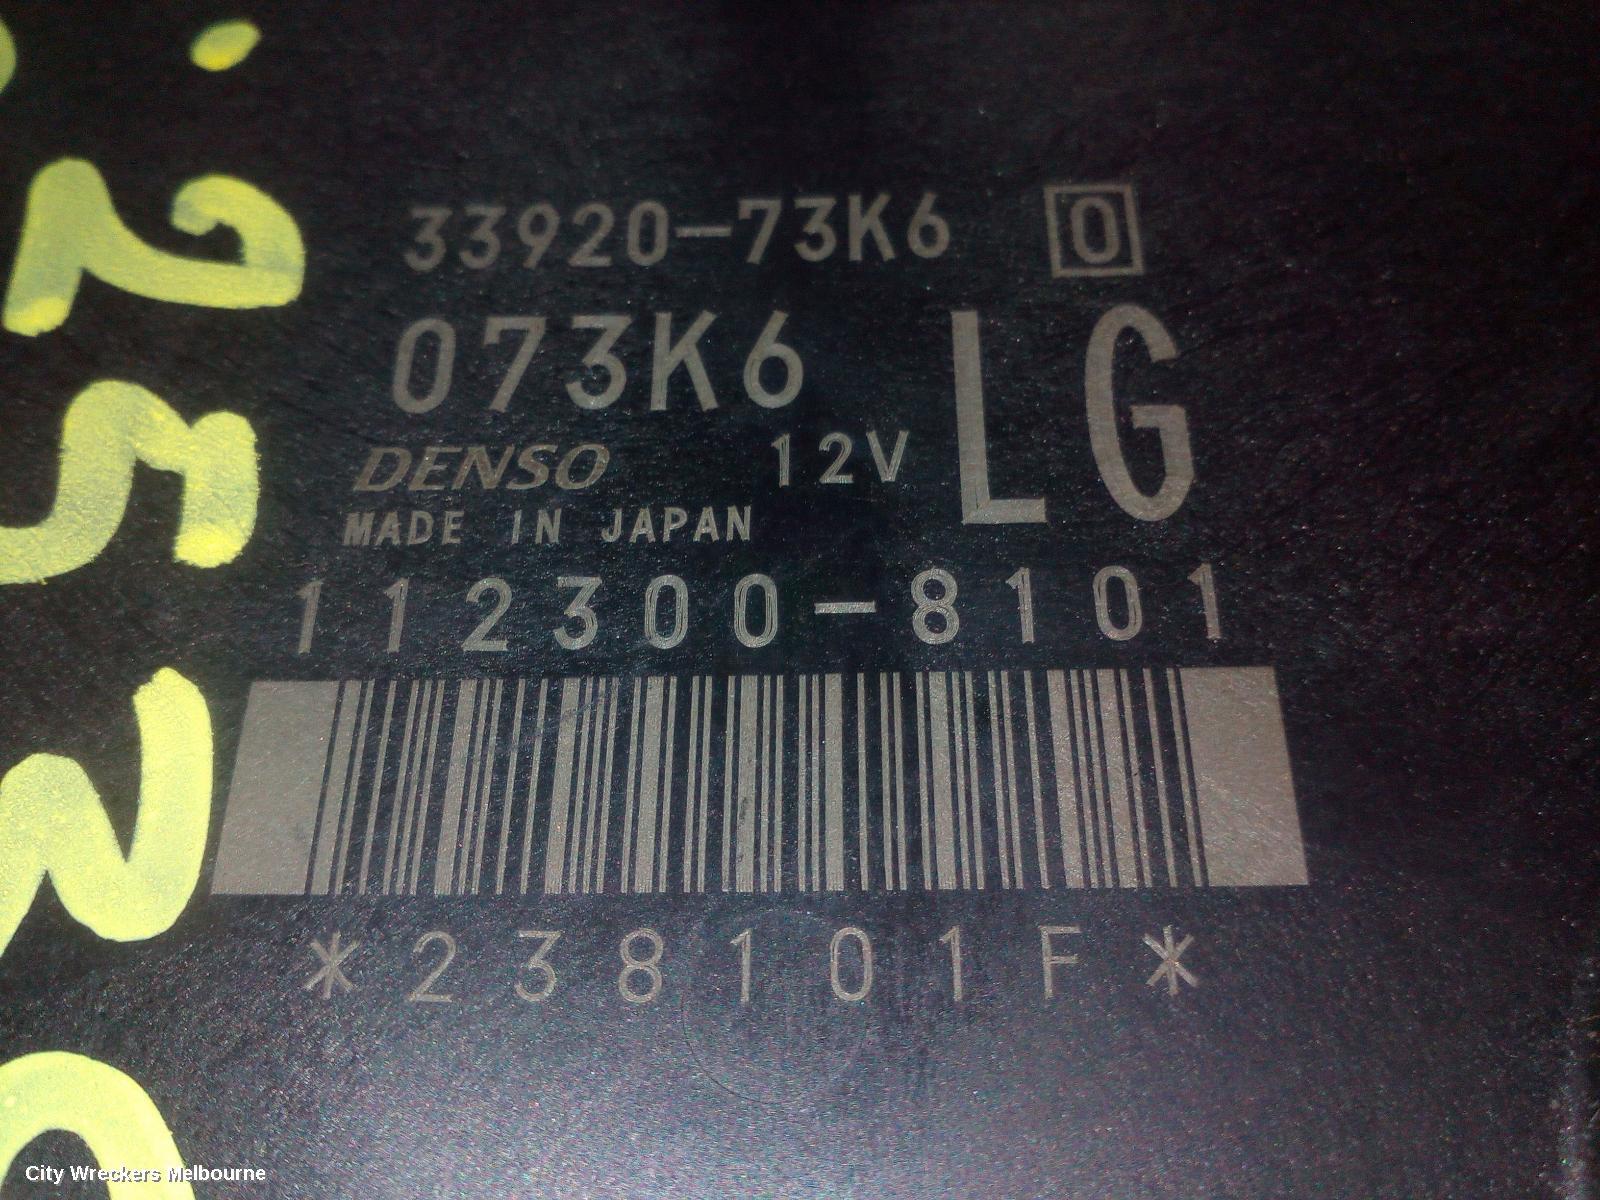 33920-73K6 0
073K6 LG
DENSO 12V
MADE IN JAPAN
112300-8101
*238101F*
City Wreckers Melbourne